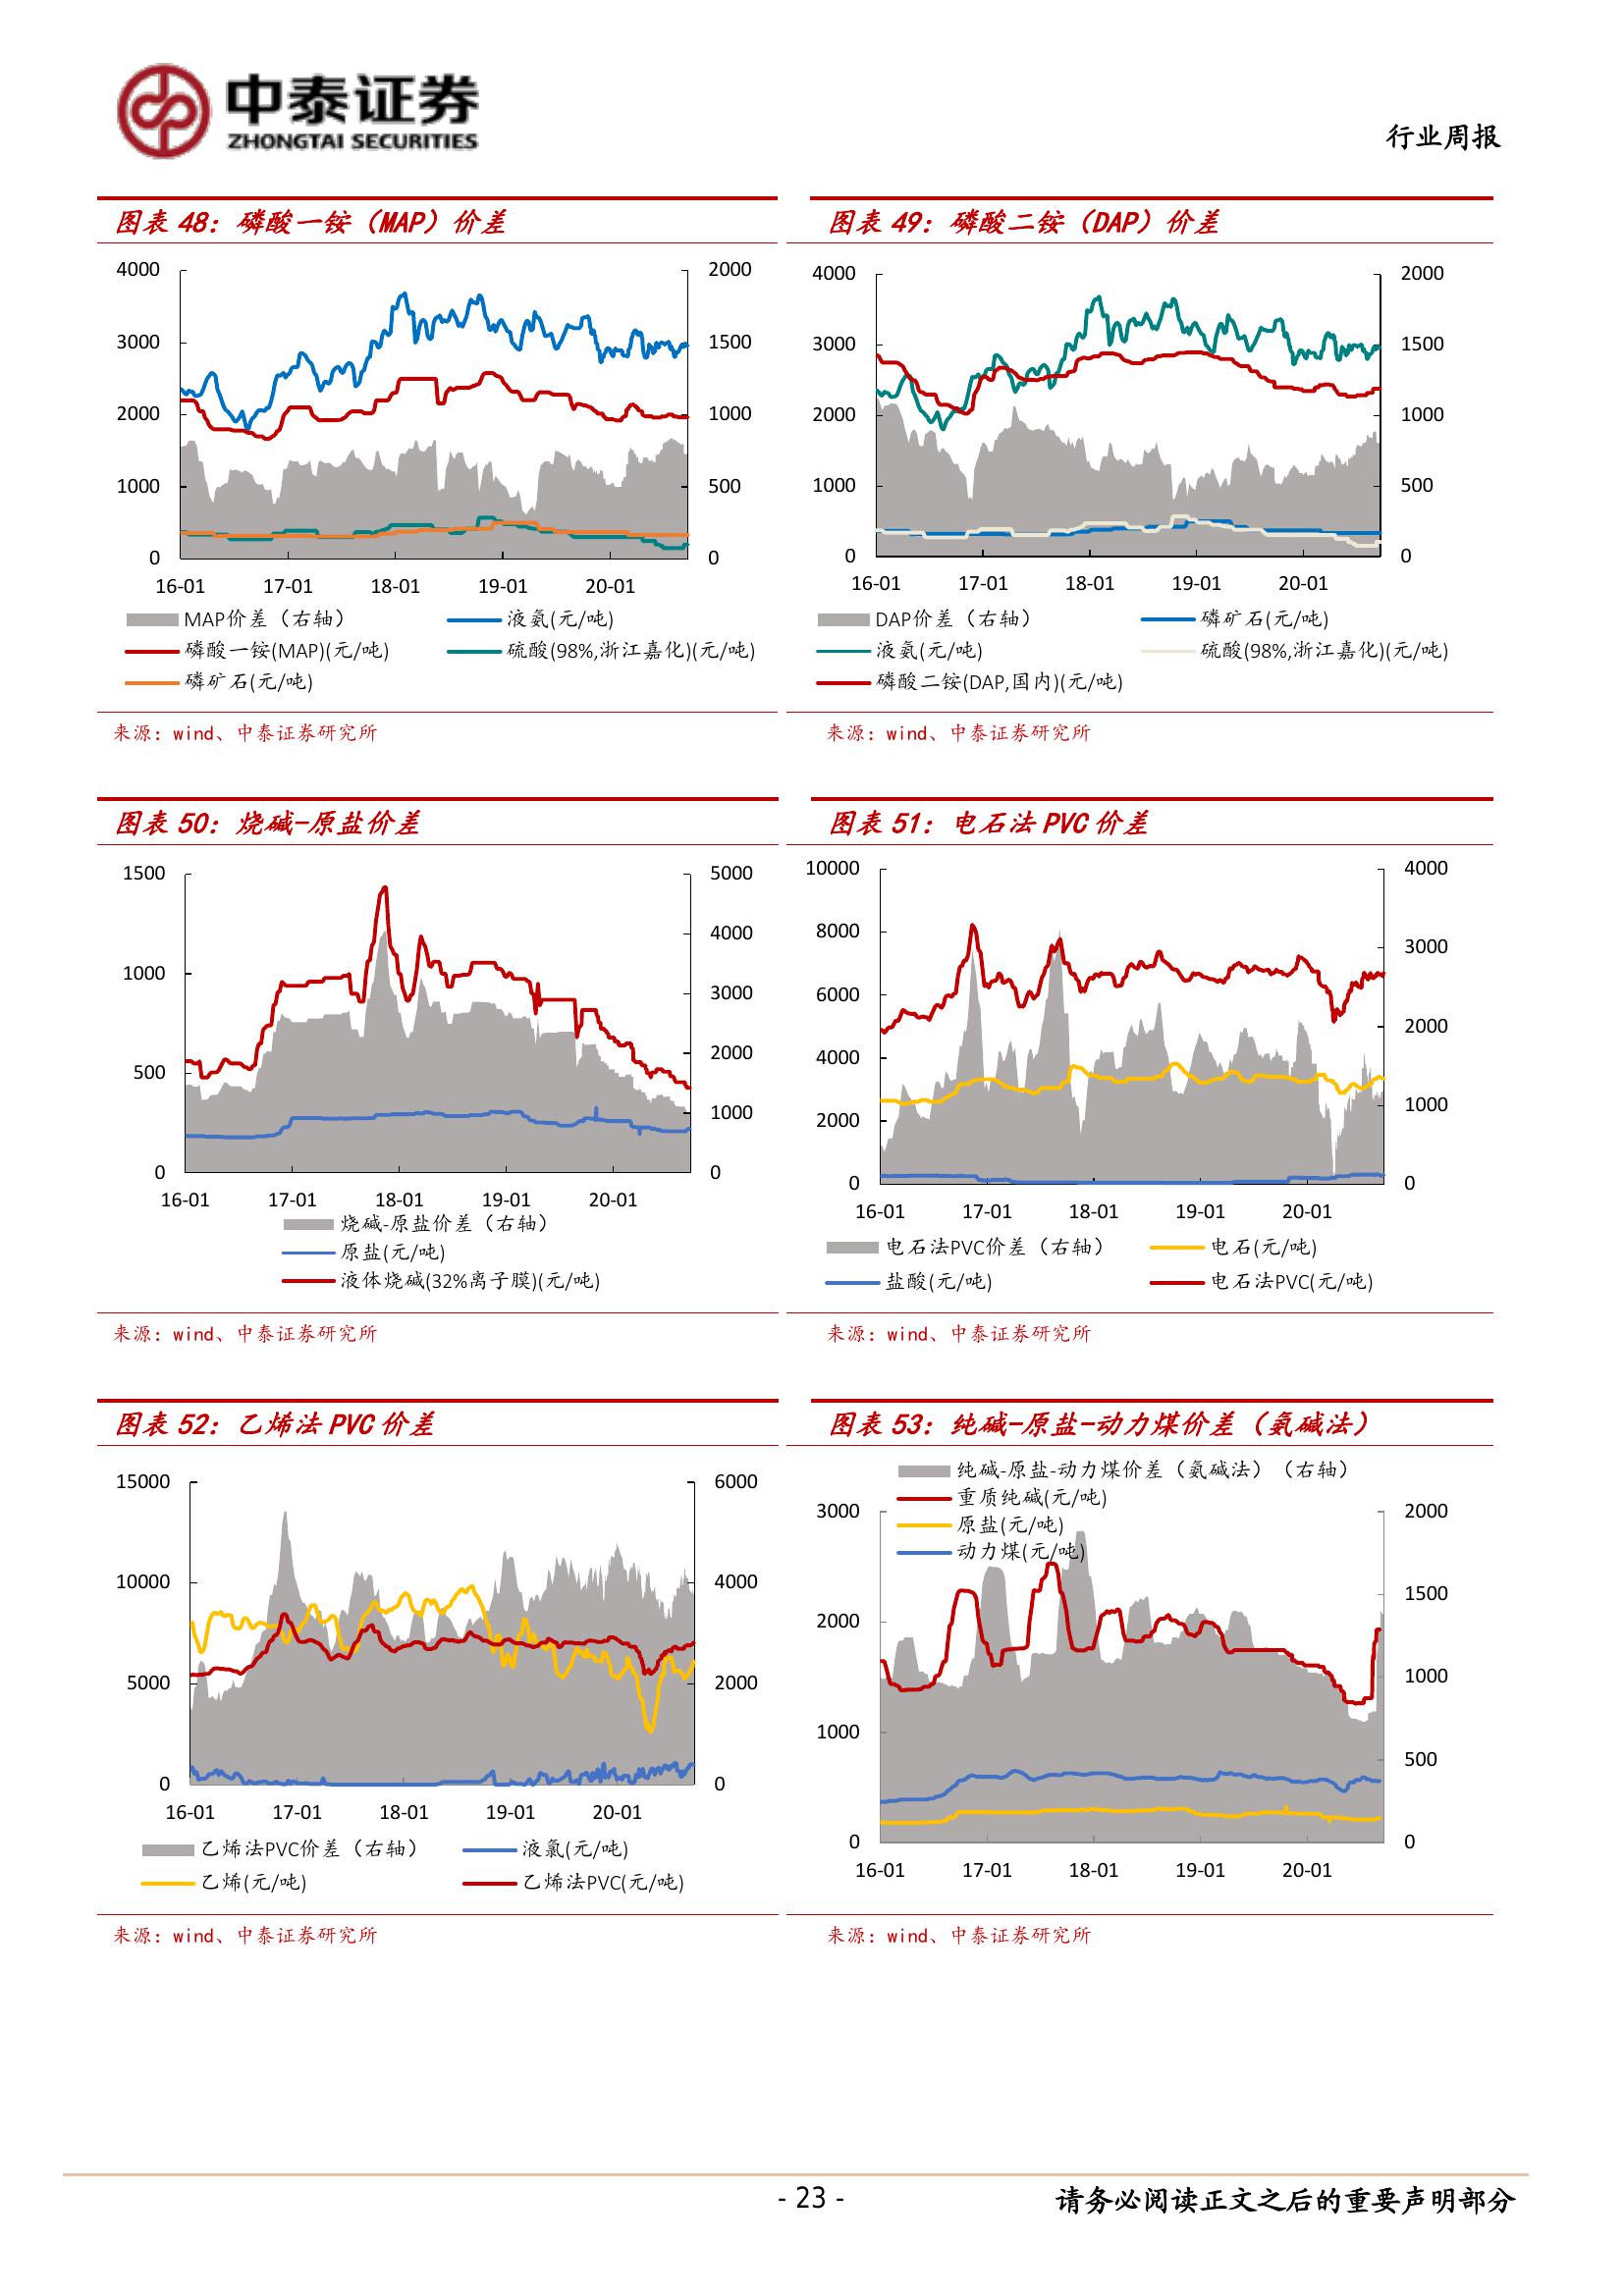 中泰证券
ZHONGTAI SECURITIES
行业周报
图表 48：磷酸一铵（MAP）价差
4000
3000
2000
1000
0
2000
1500
1000
500
0
16-01 17-01 18-01 19-01 20-01
MAP价差（右轴） 液氨(元/吨)
磷酸一铵(MAP)(元/吨) 硫酸(98%,浙江嘉化)(元/吨)
磷矿石(元/吨)
来源：wind、中泰证券研究所
图表 49：磷酸二铵（DAP）价差
4000
3000
2000
1000
0
2000
1500
1000
500
0
16-01 17-01 18-01 19-01 20-01
DAP价差（右轴） 磷矿石(元/吨)
液氨(元/吨) 硫酸(98%,浙江嘉化)(元/吨)
磷酸二铵(DAP,国内)(元/吨)
来源：wind、中泰证券研究所
图表 50：烧碱-原盐价差
1500
1000
500
0
5000
4000
3000
2000
1000
0
16-01 17-01 18-01 19-01 20-01
烧碱-原盐价差（右轴）
原盐(元/吨)
液体烧碱(32%离子膜)(元/吨)
来源：wind、中泰证券研究所
图表 51：电石法 PVC 价差
10000
8000
6000
4000
2000
0
4000
3000
2000
1000
0
16-01 17-01 18-01 19-01 20-01
电石法PVC价差（右轴） 电石(元/吨)
盐酸(元/吨) 电石法PVC(元/吨)
来源：wind、中泰证券研究所
图表 52：乙烯法 PVC 价差
15000
10000
5000
0
6000
4000
2000
0
16-01 17-01 18-01 19-01 20-01
乙烯法PVC价差（右轴） 液氯(元/吨)
乙烯(元/吨) 乙烯法PVC(元/吨)
来源：wind、中泰证券研究所
图表 53：纯碱-原盐-动力煤价差（氨碱法）
纯碱-原盐-动力煤价差（氨碱法）（右轴）
重质纯碱(元/吨)
原盐(元/吨)
动力煤(元/吨)
3000
2000
1000
0
2000
1500
1000
500
0
16-01 17-01 18-01 19-01 20-01
来源：wind、中泰证券研究所
- 23 -
请务必阅读正文之后的重要声明部分